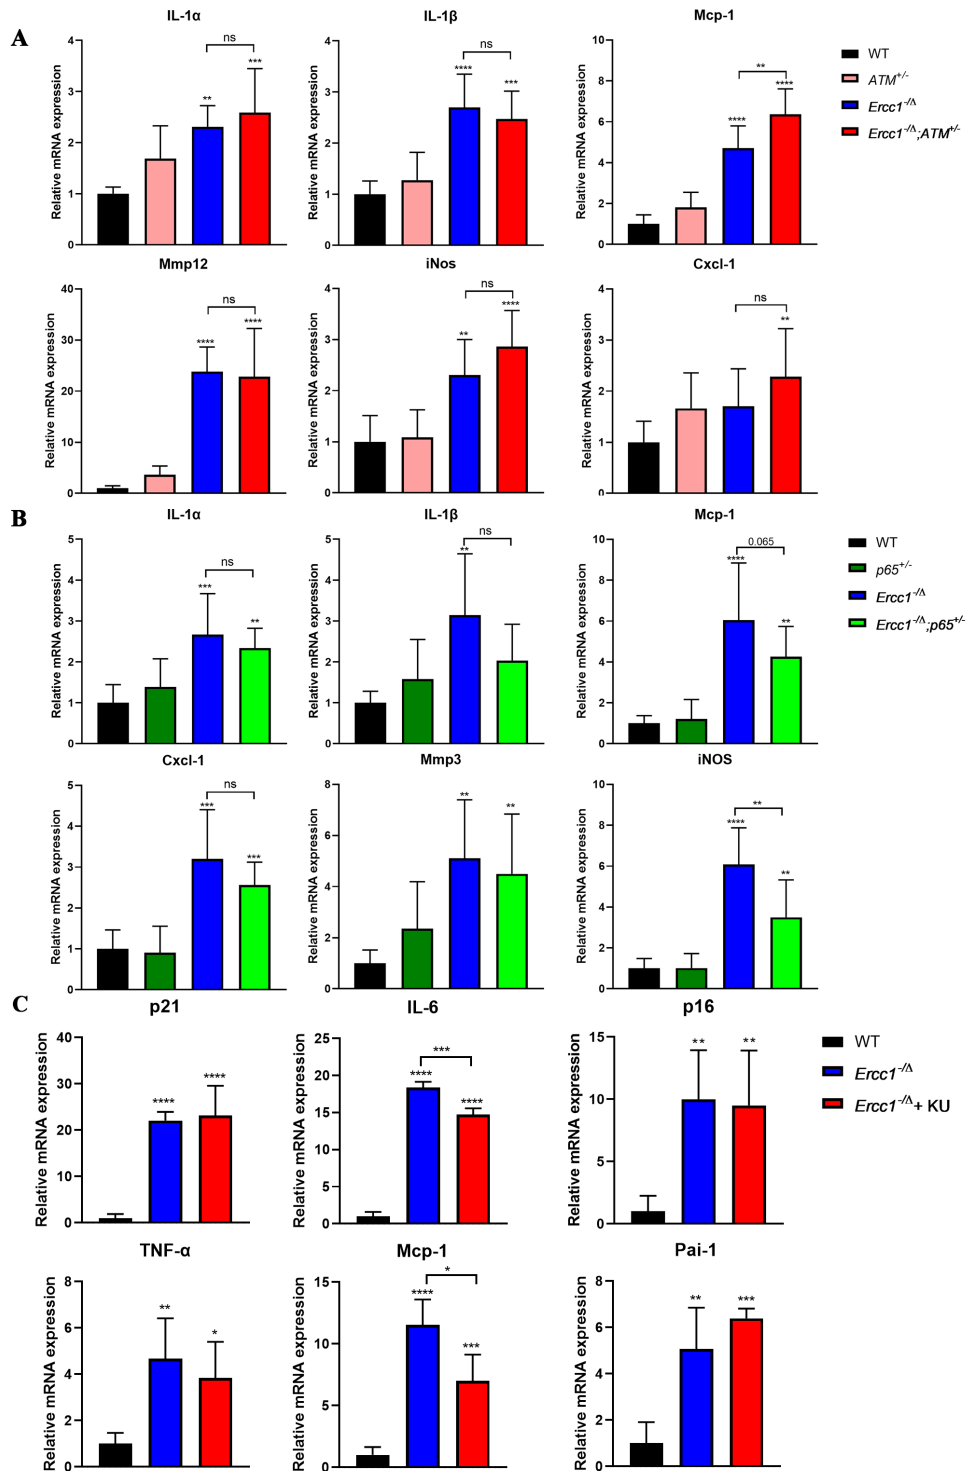 A
IL-1α
IL-1β
Mcp-1
Relative mRNA expression
4
3
2
1
0
**
***
ns
Relative mRNA expression
4
3
2
1
0
****
***
ns
Relative mRNA expression
10
8
6
4
2
0
****
****
**
WT
ATM+/-
Ercc1-/Δ
Ercc1-/Δ;ATM+/-
Mmp12
iNos
Cxcl-1
Relative mRNA expression
40
30
20
10
0
****
****
ns
Relative mRNA expression
4
3
2
1
0
**
****
ns
Relative mRNA expression
4
3
2
1
0
**
ns
B
IL-1α
IL-1β
Mcp-1
Relative mRNA expression
5
4
3
2
1
0
***
**
ns
Relative mRNA expression
5
4
3
2
1
0
**
ns
Relative mRNA expression
10
8
6
4
2
0
****
**
0.065
WT
p65+/-
Ercc1-/Δ
Ercc1-/Δ;p65+/-
Cxcl-1
Mmp3
iNOS
Relative mRNA expression
5
4
3
2
1
0
***
***
ns
Relative mRNA expression
8
6
4
2
0
**
**
Relative mRNA expression
10
8
6
4
2
0
****
**
**
C
p21
IL-6
p16
Relative mRNA expression
40
30
20
10
0
****
****
Relative mRNA expression
25
20
15
10
5
0
****
****
***
Relative mRNA expression
15
10
5
0
**
**
WT
Ercc1-/Δ
Ercc1-/Δ+ KU
TNF-α
Mcp-1
Pai-1
Relative mRNA expression
8
6
4
2
0
**
*
Relative mRNA expression
15
10
5
0
****
***
*
Relative mRNA expression
8
6
4
2
0
**
***